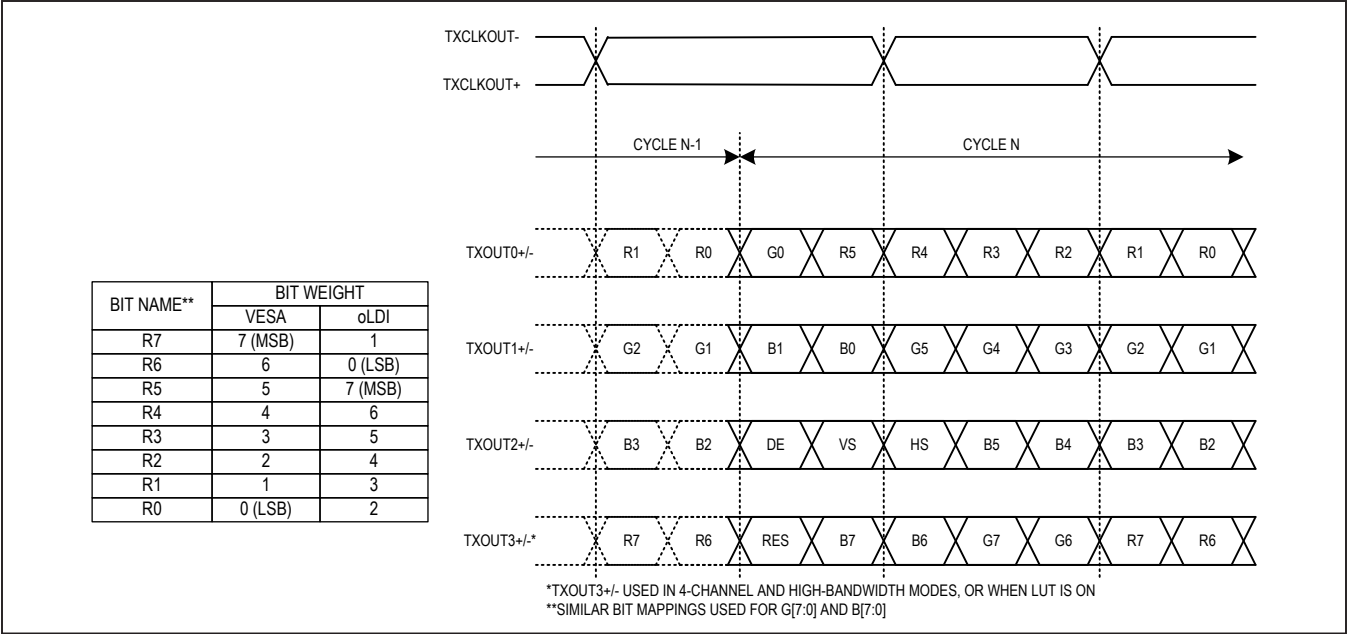 TXCLKOUT-
TXCLKOUT+
CYCLE N-1 CYCLE N
TXOUT0+/- R1 R0 G0 R5 R4 R3 R2 R1 R0
TXOUT1+/- G2 G1 B1 B0 G5 G4 G3 G2 G1
TXOUT2+/- B3 B2 DE VS HS B5 B4 B3 B2
TXOUT3+/-* R7 R6 RES B7 B6 G7 G6 R7 R6
BIT NAME** BIT WEIGHT
VESA oLDI
R7 7 (MSB) 1
R6 6 0 (LSB)
R5 5 7 (MSB)
R4 4 6
R3 3 5
R2 2 4
R1 1 3
R0 0 (LSB) 2
*TXOUT3+/- USED IN 4-CHANNEL AND HIGH-BANDWIDTH MODES, OR WHEN LUT IS ON
**SIMILAR BIT MAPPINGS USED FOR G[7:0] AND B[7:0]